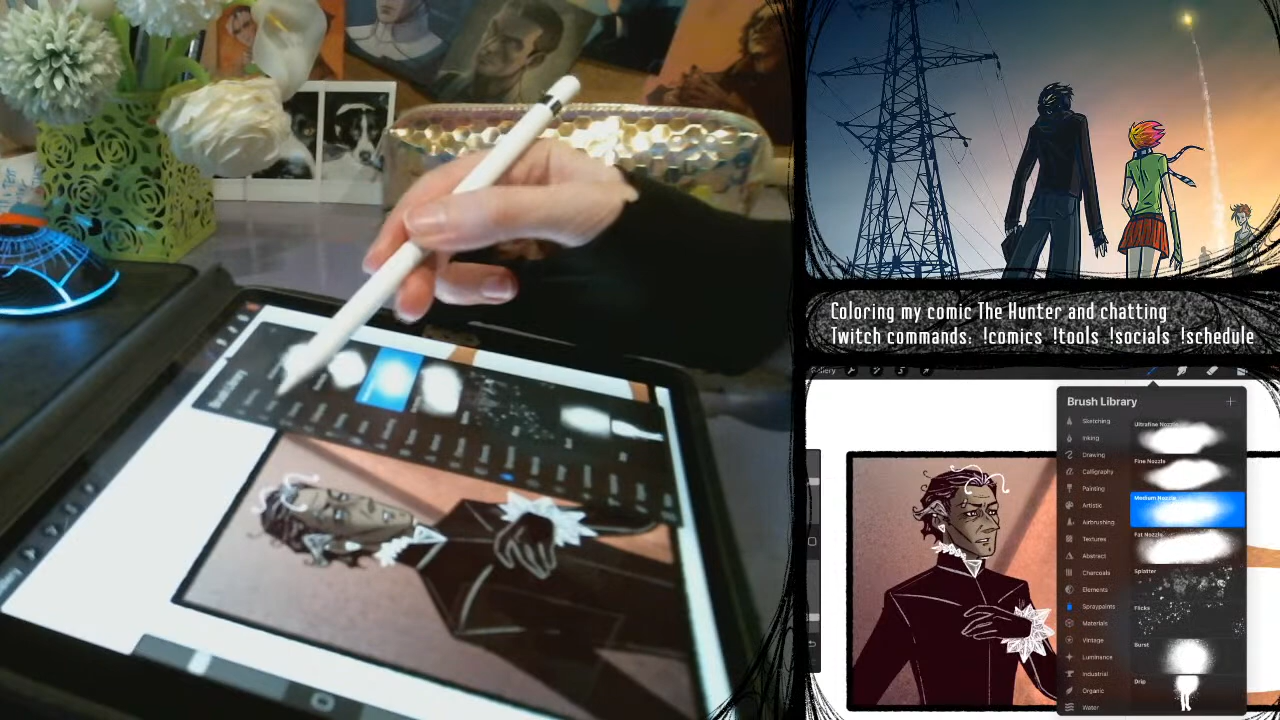 Coloring my comic The Hunter and chatting
Twitch commands: !comics !tools !socials !schedule
Gallery
Brush Library
Sketching
Inking
Drawing
Calligraphy
Painting
Artistic
Airbrushing
Textures
Abstract
Charcoals
Elements
Spraypaints
Materials
Vintage
Luminance
Industrial
Organic
Water
Ultrafine Nozzle
Fine Nozzle
Medium Nozzle
Fat Nozzle
Splatter
Flicks
Burst
Drip